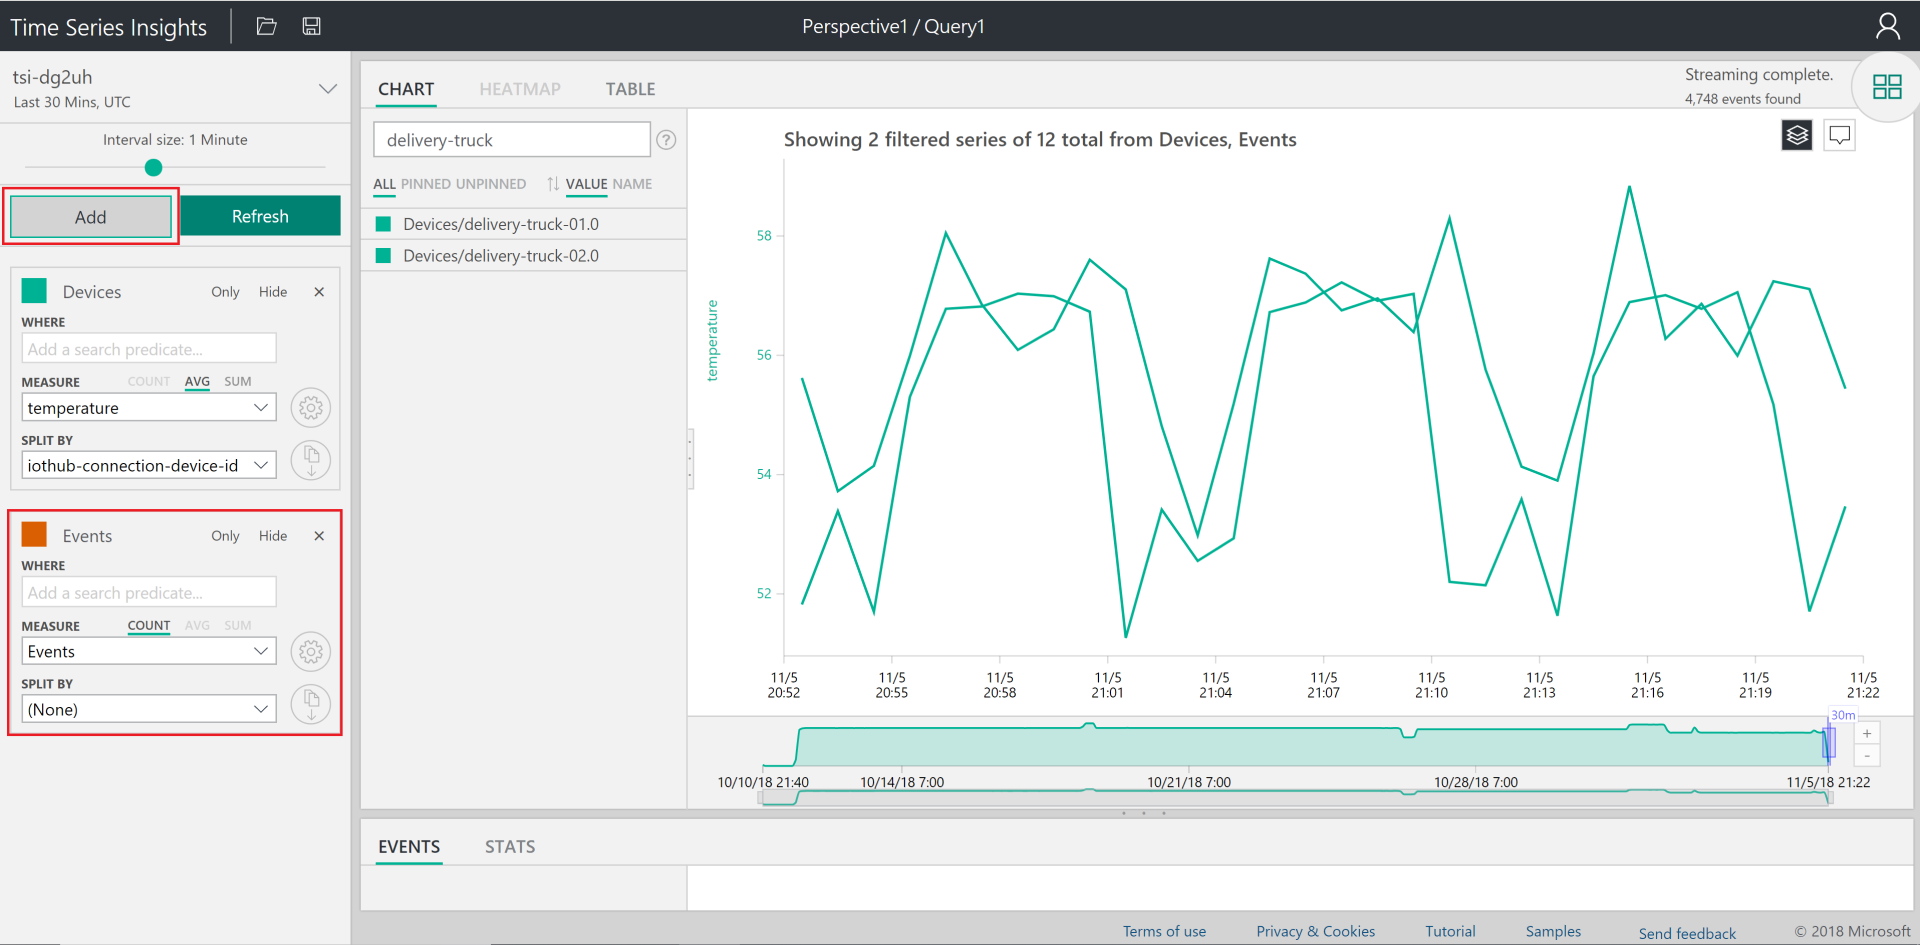 Time Series Insights
Perspective1 / Query1
tsi-dg2uh
Last 30 Mins, UTC
Interval size: 1 Minute
Add
Refresh
Devices
Only
Hide
×
WHERE
Add a search predicate...
MEASURE
COUNT
AVG
SUM
temperature
SPLIT BY
iothub-connection-device-id
Events
Only
Hide
×
WHERE
Add a search predicate...
MEASURE
COUNT
AVG
SUM
Events
SPLIT BY
(None)
CHART
HEATMAP
TABLE
Streaming complete.
4,748 events found
delivery-truck
?
ALL PINNED UNPINNED
VALUE NAME
Devices/delivery-truck-01.0
Devices/delivery-truck-02.0
Showing 2 filtered series of 12 total from Devices, Events
temperature
58
56
54
52
11/5 20:52
11/5 20:55
11/5 20:58
11/5 21:01
11/5 21:04
11/5 21:07
11/5 21:10
11/5 21:13
11/5 21:16
11/5 21:19
11/5 21:22
30m
+
-
10/10/18 21:40
10/14/18 7:00
10/21/18 7:00
10/28/18 7:00
11/5/18 21:22
EVENTS
STATS
Terms of use
Privacy & Cookies
Tutorial
Samples
Send feedback
© 2018 Microsoft